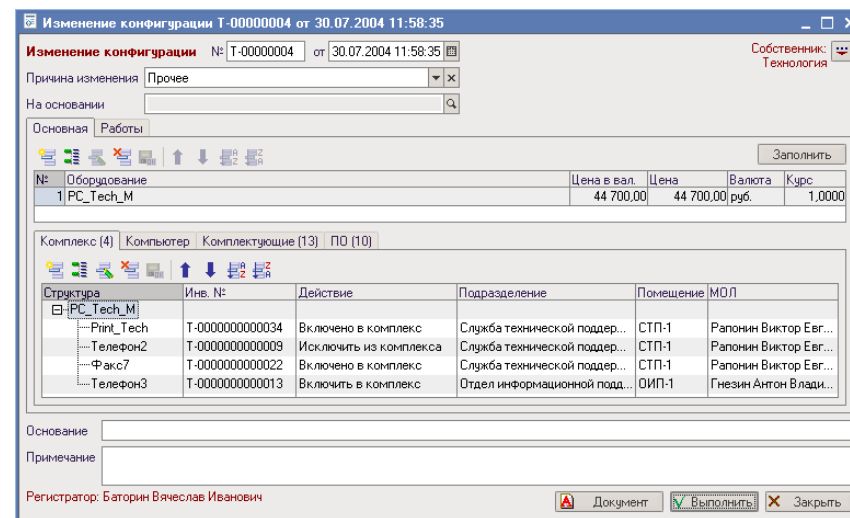 Изменение конфигурации Т-00000004 от 30.07.2004 11:58:35
Изменение конфигурации № Т-00000004 от 30.07.2004 11:58:35
Собственник:
Технология
Причина изменения Прочее
На основании
Основная Работы
Заполнить
№ Оборудование Цена в вал. Цена Валюта Курс
1 PC_Tech_M 44 700,00 44 700,00 руб. 1,0000
Комплекс (4) Компьютер Комплектующие (13) ПО (10)
Структура Инв. № Действие Подразделение Помещение МОЛ
PC_Tech_M
Print_Tech Т-0000000000034 Включено в комплекс Служба технической поддер... СТП-1 Рапонин Виктор Евг...
Телефон2 Т-0000000000009 Исключить из комплекса Служба технической поддер... СТП-1 Рапонин Виктор Евг...
Факс7 Т-0000000000022 Включено в комплекс Служба технической поддер... СТП-1 Рапонин Виктор Евг...
Телефон3 Т-0000000000013 Включить в комплекс Отдел информационной подд... ОИП-1 Гнезин Антон Влади...
Основание
Примечание
Регистратор: Баторин Вячеслав Иванович
Документ Выполнить Закрыть